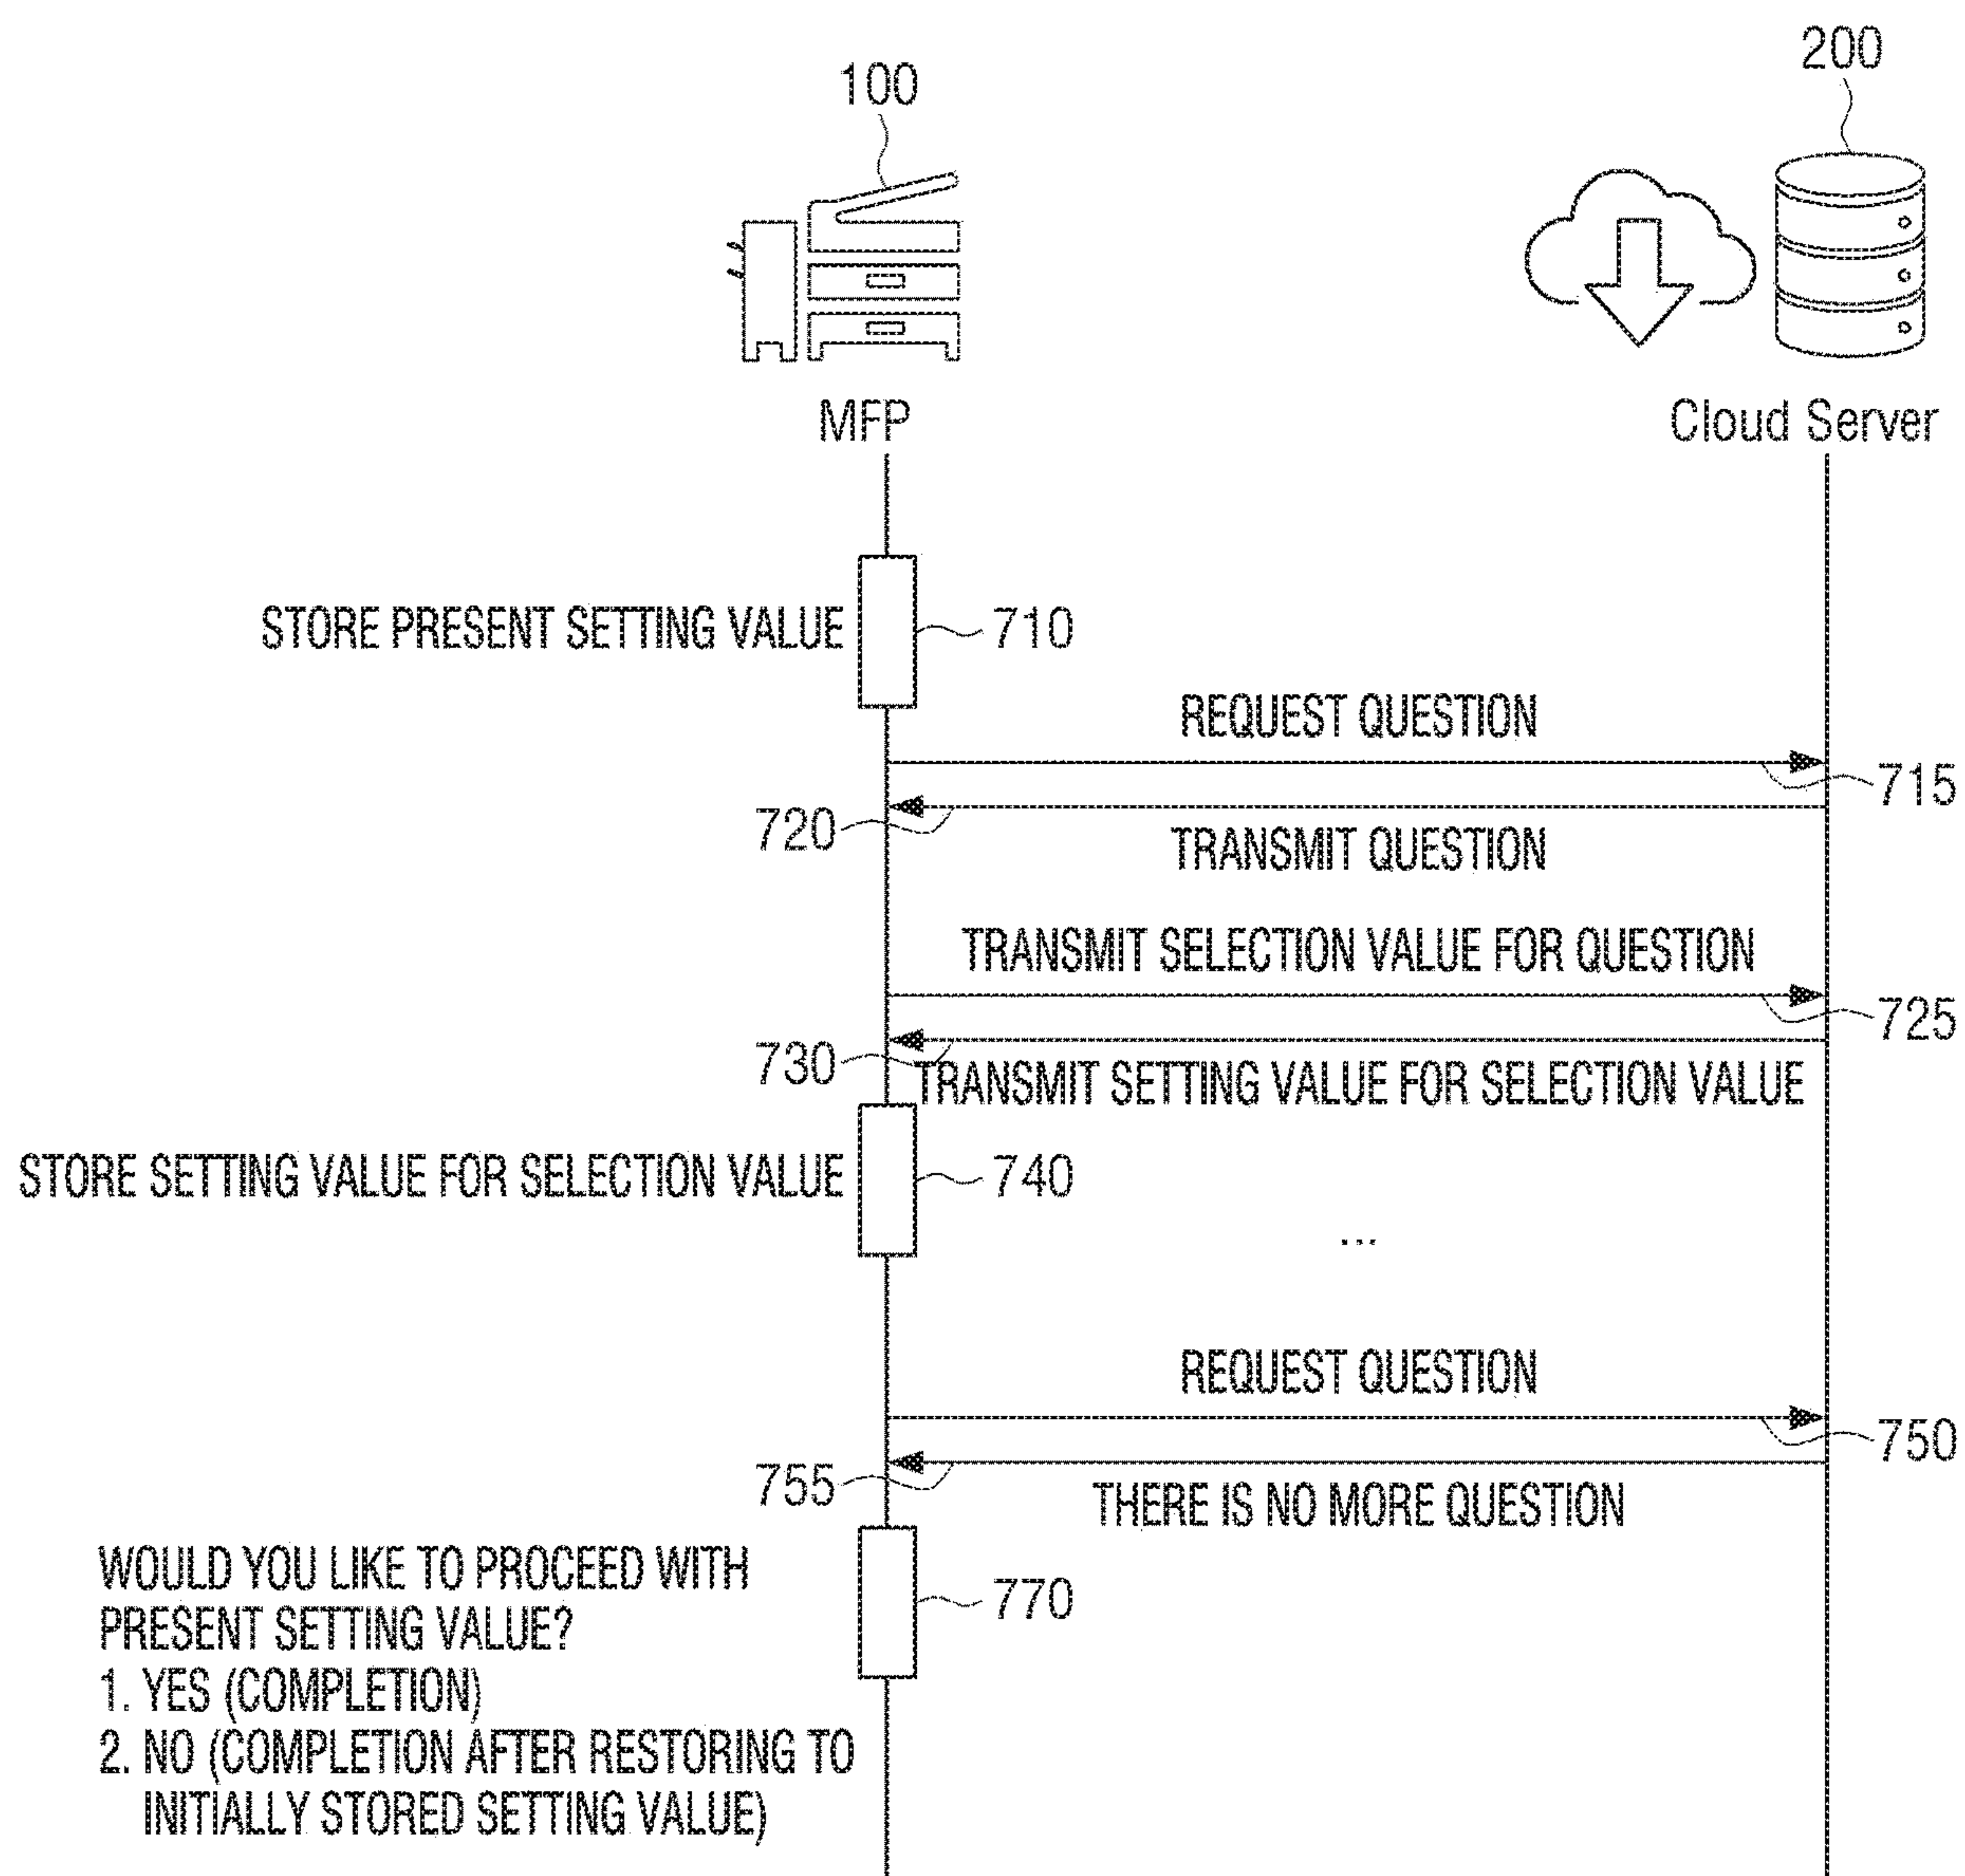 200
100
MFP
Cloud Server
STORE PRESENT SETTING VALUE
710
REQUEST QUESTION
715
720
TRANSMIT QUESTION
TRANSMIT SELECTION VALUE FOR QUESTION
725
730
TRANSMIT SETTING VALUE FOR SELECTION VALUE
STORE SETTING VALUE FOR SELECTION VALUE
740
...
REQUEST QUESTION
750
755
THERE IS NO MORE QUESTION
WOULD YOU LIKE TO PROCEED WITH
PRESENT SETTING VALUE?
1. YES (COMPLETION)
2. NO (COMPLETION AFTER RESTORING TO
INITIALLY STORED SETTING VALUE)
770